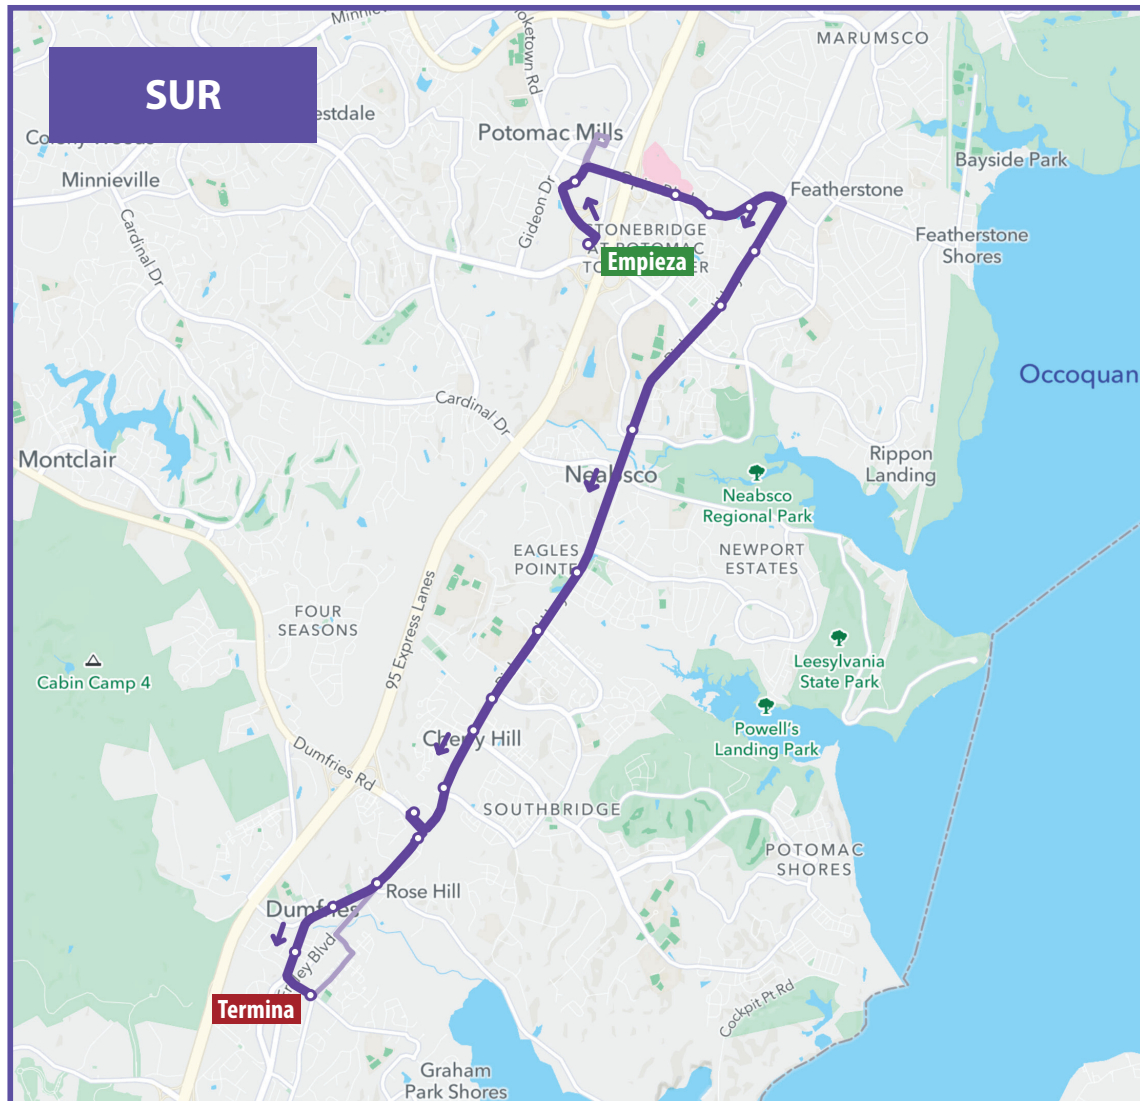 SUR
MARUMSCO
Potomac Mills
Bayside Park
Minnieville
Featherstone
Gideon Dr
Cardinal Dr
STONEBRIDGE
Featherstone
Shores
Empieza
Occoquan
Cardinal Dr
Montclair
Rippon
Landing
Neabsco
Neabsco
Regional Park
EAGLES
POINTE
NEWPORT
ESTATES
95 Express Lanes
FOUR
SEASONS
Leesylvania
State Park
Cabin Camp 4
Powell's
Landing Park
Cherry Hill
Dumfries Rd
SOUTHBRIDGE
POTOMAC
SHORES
Rose Hill
Dumfries
Blvd
Termina
Cockpit Pt Rd
Graham
Park Shores